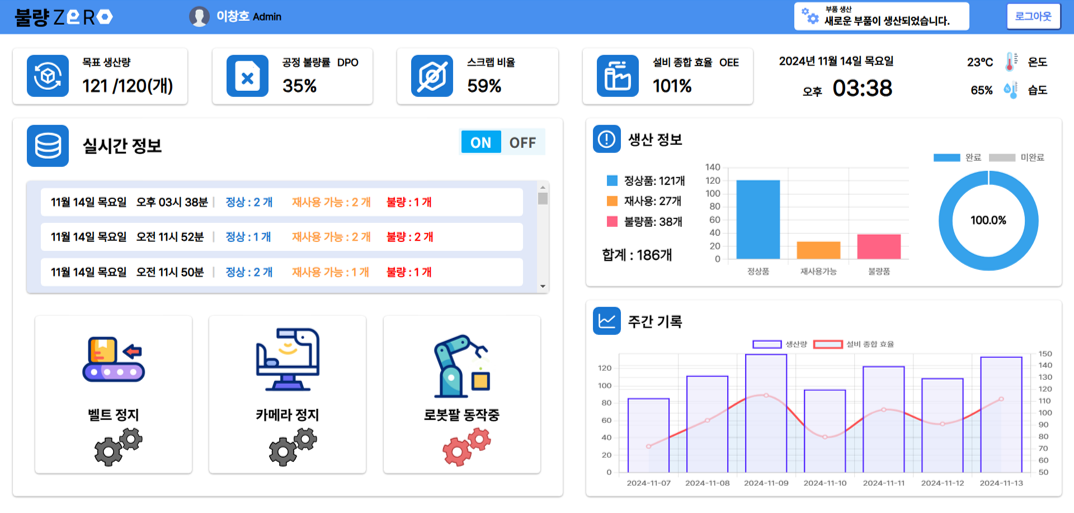 불량 ZERO
이창호 Admin
부품 생산
새로운 부품이 생산되었습니다.
로그아웃
목표 생산량
121 /120(개)
공정 불량률 DPO
35%
스크랩 비율
59%
설비 종합 효율 OEE
101%
2024년 11월 14일 목요일
오후 03:38
23°C 온도
65% 습도
실시간 정보
ON OFF
11월 14일 목요일 오후 03시 38분 | 정상 : 2 개 재사용 가능 : 2 개 불량 : 1 개
11월 14일 목요일 오전 11시 52분 | 정상 : 1 개 재사용 가능 : 2 개 불량 : 2 개
11월 14일 목요일 오전 11시 50분 | 정상 : 2 개 재사용 가능 : 1 개 불량 : 1 개
벨트 정지
카메라 정지
로봇팔 동작중
생산 정보
정상품: 121개
재사용: 27개
불량품: 38개
합계 : 186개
140
120
100
80
60
40
20
0
정상품 재사용가능 불량품
완료 미완료
100.0%
주간 기록
생산량 설비 종합 효율
120
100
80
60
40
20
0
150
140
130
120
110
100
90
80
70
60
50
2024-11-07 2024-11-08 2024-11-09 2024-11-10 2024-11-11 2024-11-12 2024-11-13